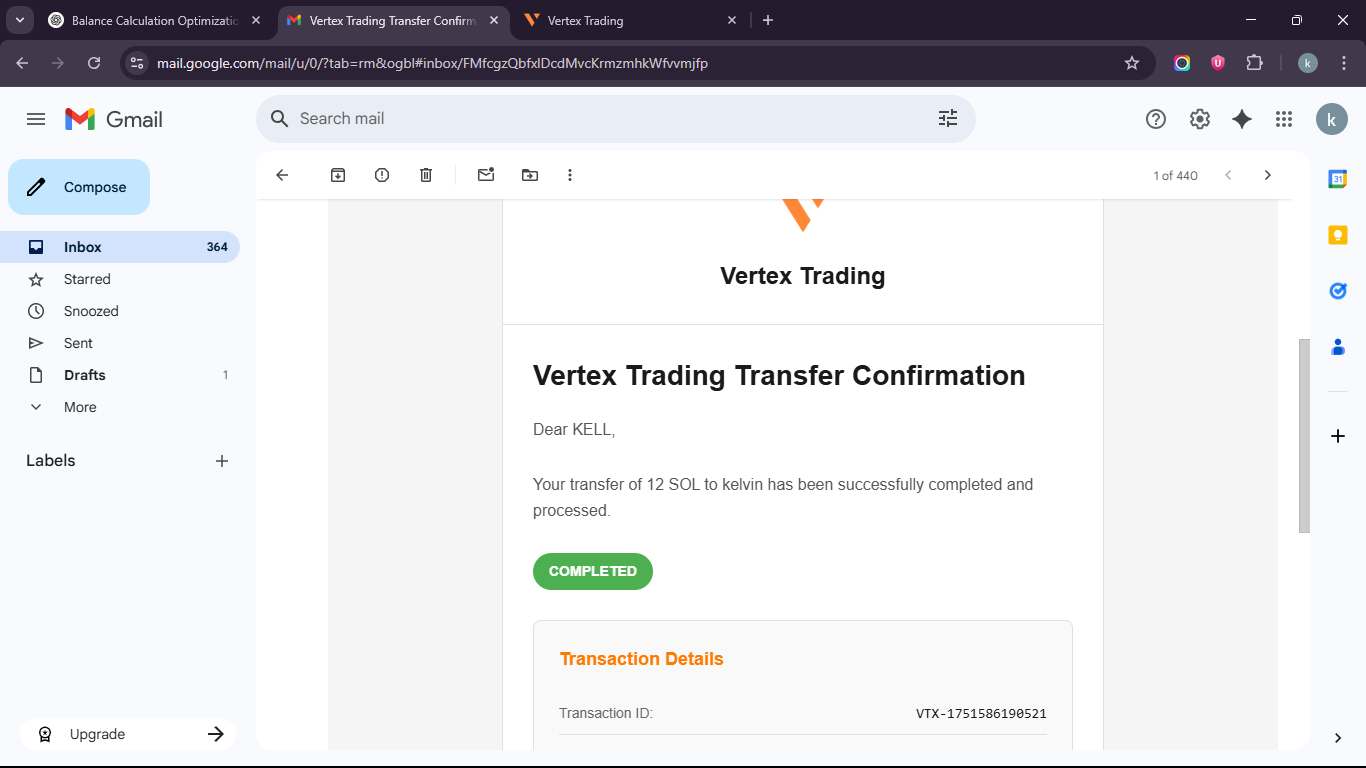 Balance Calculation Optimizatio
Vertex Trading Transfer Confirm
Vertex Trading
mail.google.com/mail/u/0/?tab=rm&ogbl#inbox/FMfcgzQbfxlDcdMvcKrmzmhkWfvvmjfp
k
Gmail
Search mail
k
Compose
1 of 440
31
Inbox 364
Starred
Snoozed
Sent
Drafts 1
More
Labels
Upgrade
Vertex Trading
Vertex Trading Transfer Confirmation
Dear KELL,
Your transfer of 12 SOL to kelvin has been successfully completed and
processed.
COMPLETED
Transaction Details
Transaction ID: VTX-1751586190521